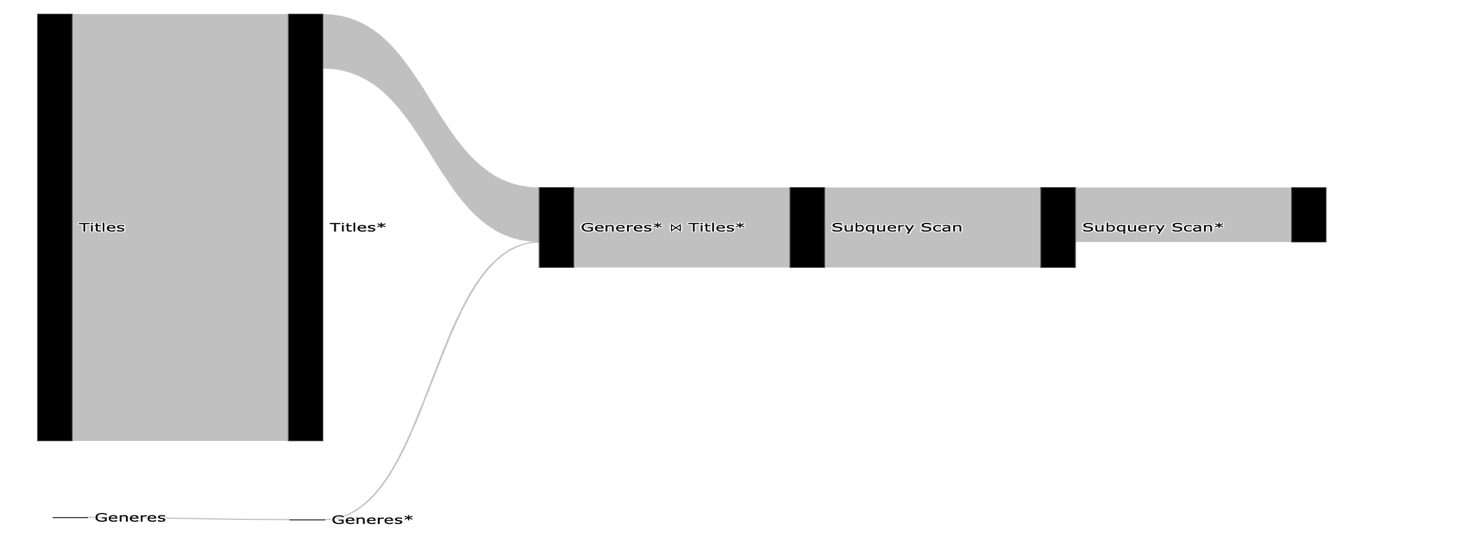 Titles
Titles*
Generes* ⋈ Titles*
Subquery Scan
Subquery Scan*
Generes
Generes*